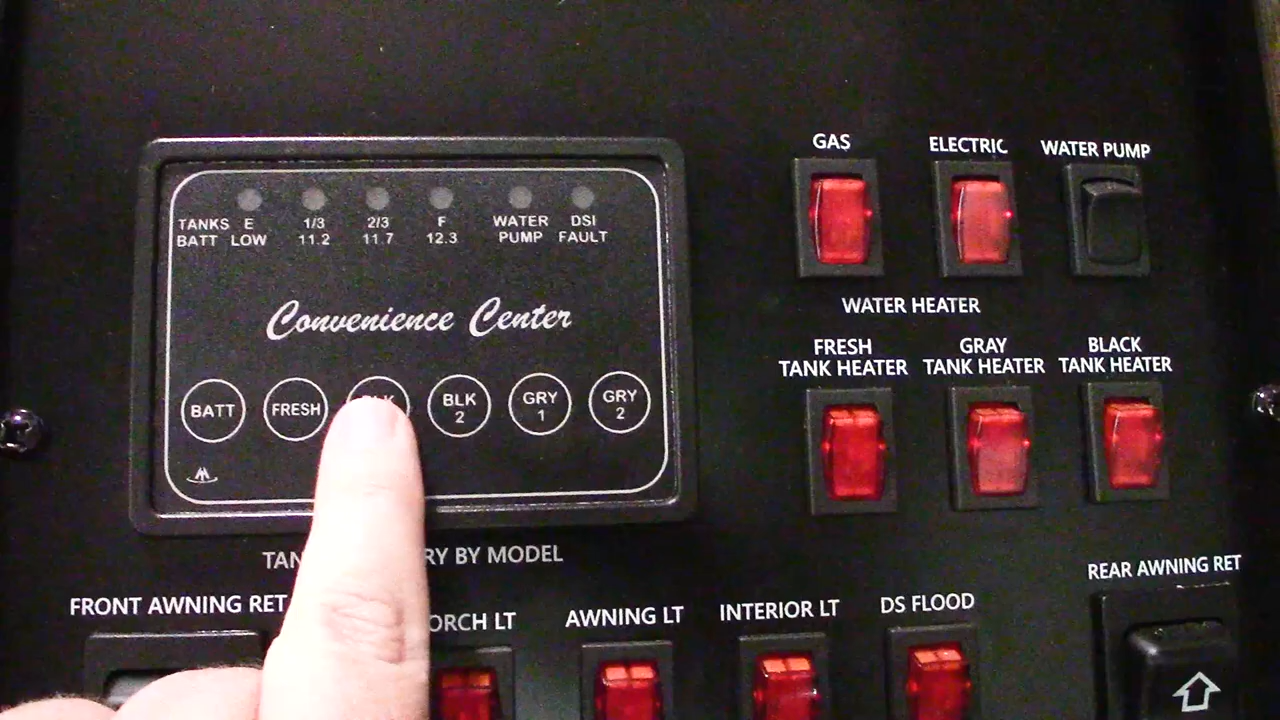 GAS
ELECTRIC
WATER PUMP
TANKS E 1/3 2/3 F WATER DSI
BATT LOW 11.2 11.7 12.3 PUMP FAULT
Convenience Center
WATER HEATER
FRESH
TANK HEATER
GRAY
TANK HEATER
BLACK
TANK HEATER
BATT
FRESH
BLK
2
GRY
1
GRY
2
BY MODEL
FRONT AWNING RET
LT
AWNING LT
INTERIOR LT
DS FLOOD
REAR AWNING RET